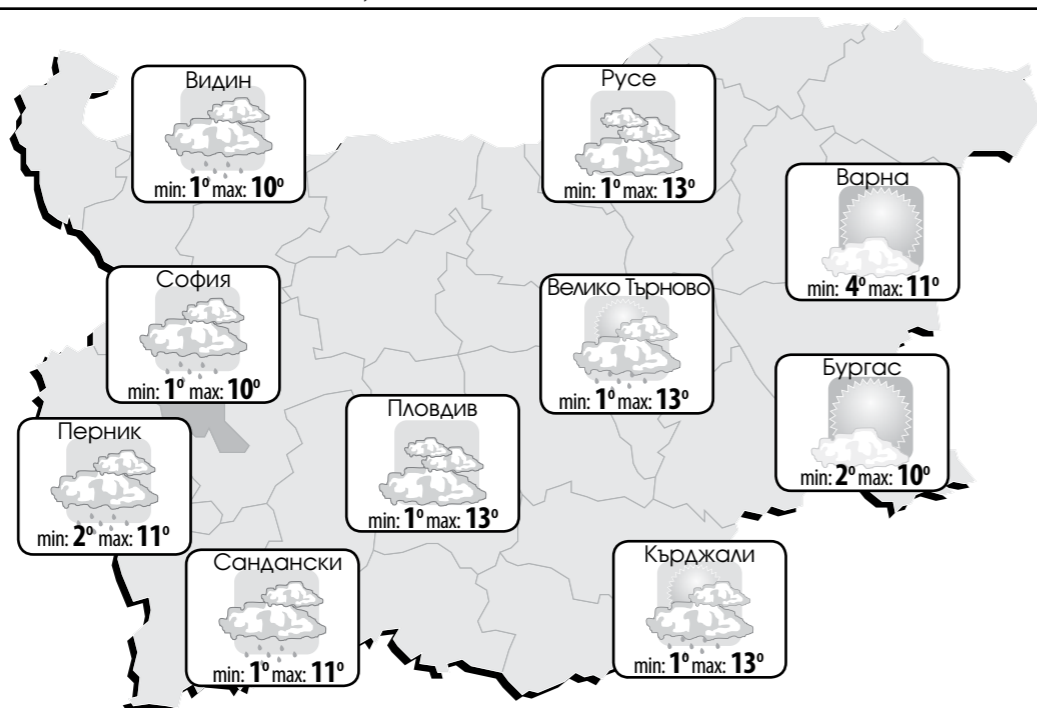 Видин
min: 1° max: 10°
Русе
min: 1° max: 13°
Варна
min: 4° max: 11°
София
min: 1° max: 10°
Велико Търново
min: 1° max: 13°
Бургас
min: 2° max: 10°
Пловдив
min: 1° max: 13°
Перник
min: 2° max: 11°
Сандански
min: 1° max: 11°
Кърджали
min: 1° max: 13°